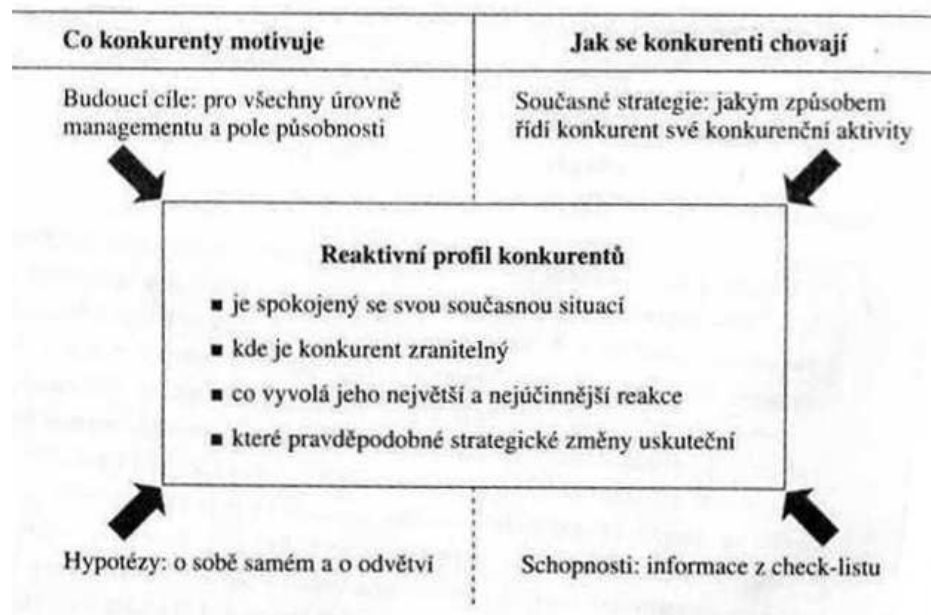 Co konkurenty motivuje
Jak se konkurenti chovají
Budoucí cíle: pro všechny úrovně
managementu a pole působnosti
Současné strategie: jakým způsobem
řídí konkurent své konkurenční aktivity
Reaktivní profil konkurentů
■ je spokojený se svou současnou situací
■ kde je konkurent zranitelný
■ co vyvolá jeho největší a nejúčinnější reakce
■ které pravděpodobné strategické změny uskuteční
Hypotézy: o sobě samém a o odvětví
Schopnosti: informace z check-listu